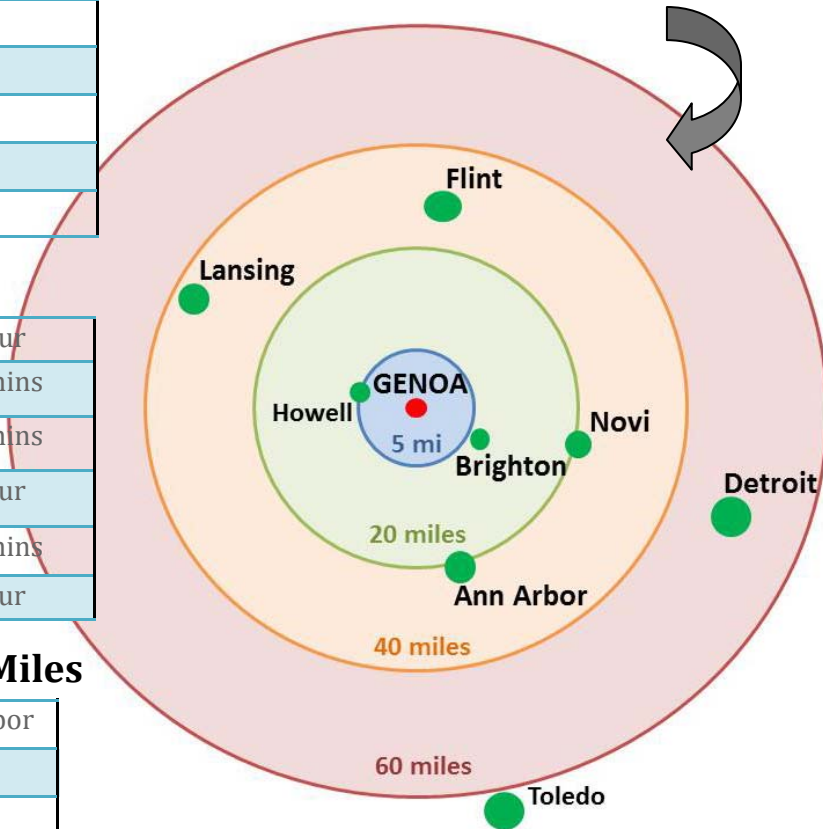 Flint
Lansing
GENOA
Howell
5 mi
Novi
Brighton
Detroit
20 miles
Ann Arbor
40 miles
Miles
60 miles
Toledo